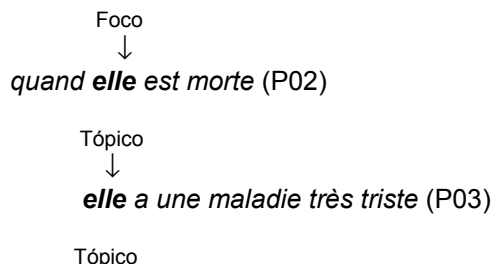 Foco
↓
quand elle est morte (P02)
Tópico
↓
elle a une maladie très triste (P03)
Tópico